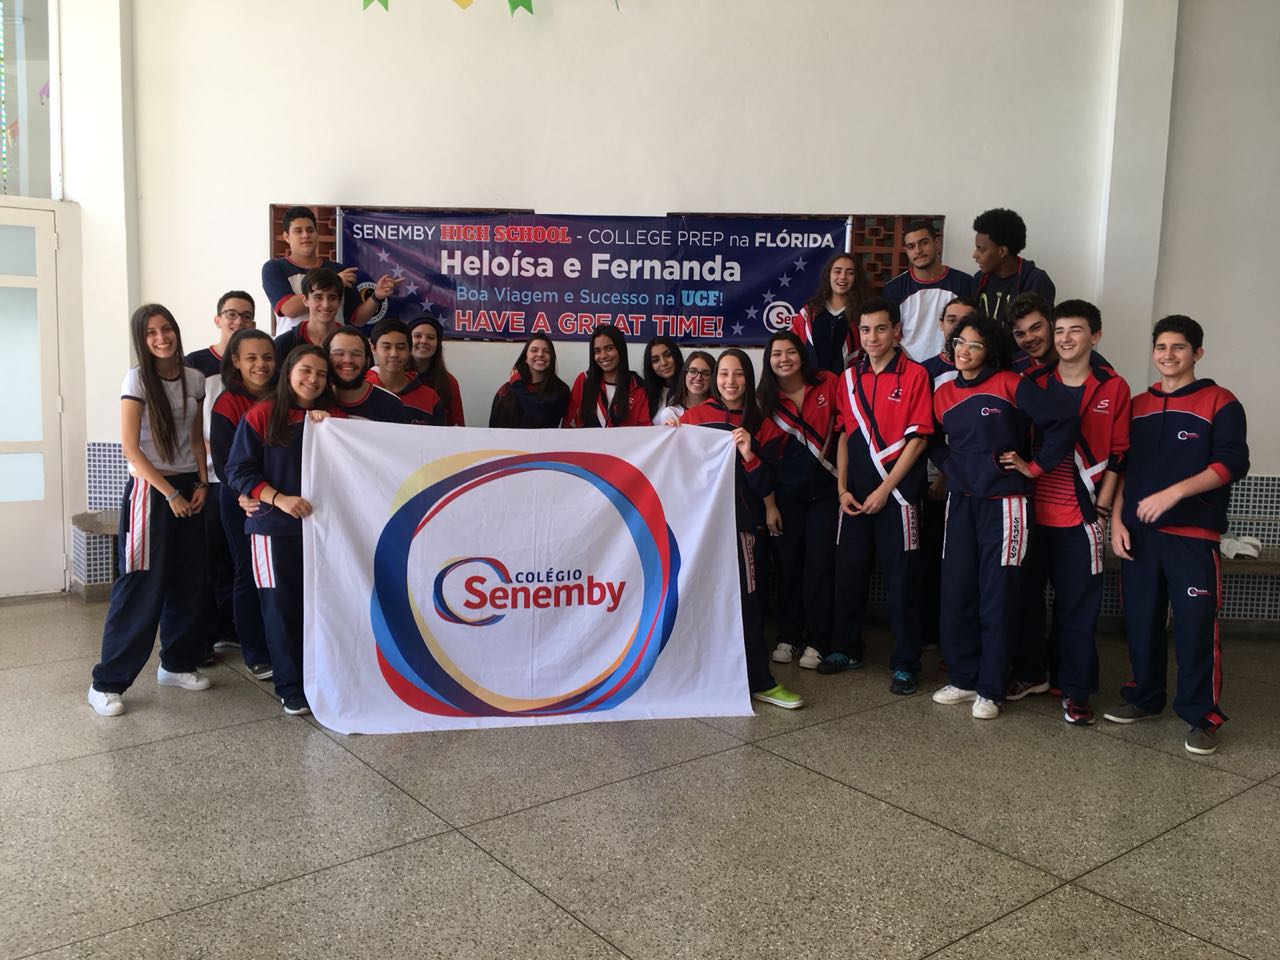 SENEMBY HIGH SCHOOL - COLLEGE PREP na FLÓRIDA
Heloísa e Fernanda
Boa Viagem e Sucesso na UCF!
HAVE A GREAT TIME!
COLÉGIO
Senemby
Senemby